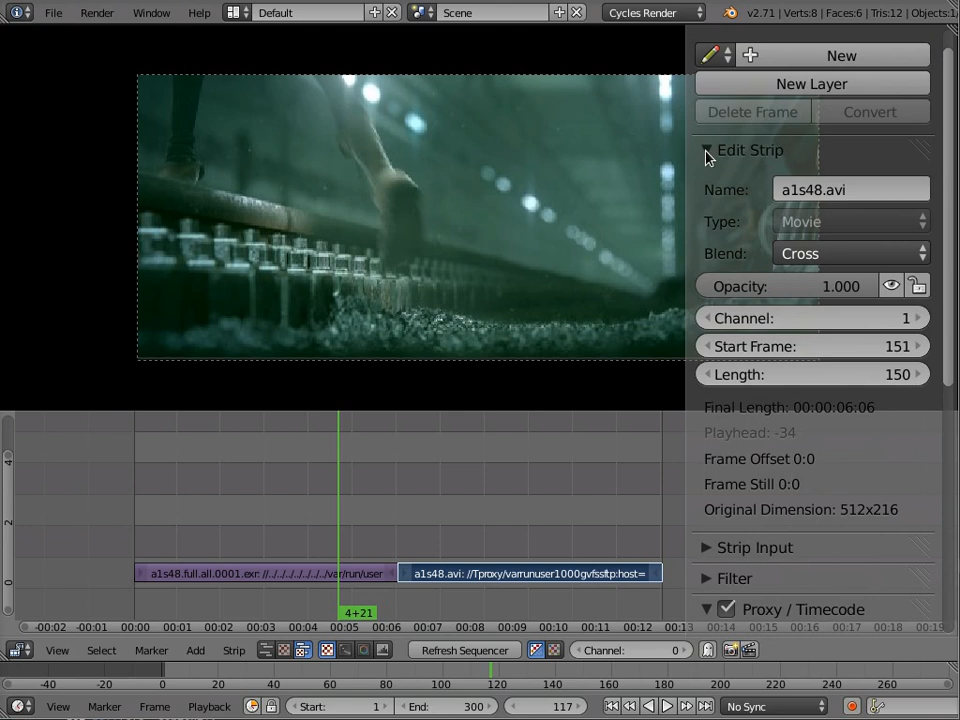 File Render Window Help Default Scene Cycles Render v2.71 | Verts:8 | Faces:6 | Tris:12 | Objects:1/
New
New Layer
Delete Frame Convert
Edit Strip
Name: a1s48.avi
Type: Movie
Blend: Cross
Opacity: 1.000
Channel: 1
Start Frame: 151
Length: 150
Final Length: 00:00:06:06
Playhead: -34
Frame Offset 0:0
Frame Still 0:0
Original Dimension: 512x216
Strip Input
Filter
Proxy / Timecode
4
2
0
a1s48.full.all.0001.exr: //../../../../../../../var/run/user
a1s48.avi: //Tproxy/varrunuser1000gvfssftp:host=
4+21
-00:02 -00:01 00:00 00:01 00:02 00:03 00:04 00:05 00:06 00:07 00:08 00:09 00:10 00:11 00:12 00:13 00:14 00:15 00:16 00:17 00:18 00:19
View Select Marker Add Strip Refresh Sequencer Channel: 0
-40 -20 0 20 40 60 80 100 120 140 160 180 200 220 240 260
View Marker Frame Playback Start: 1 End: 300 117 No Sync